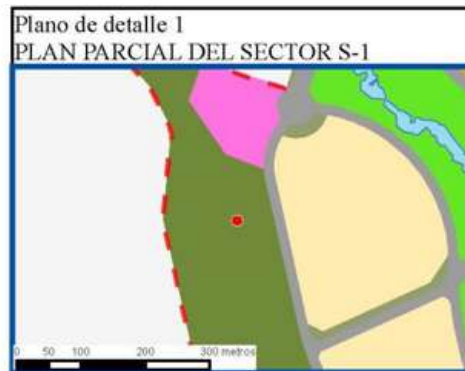 Plano de detalle 1
PLAN PARCIAL DEL SECTOR S-1
0 50 100 200 300 metros